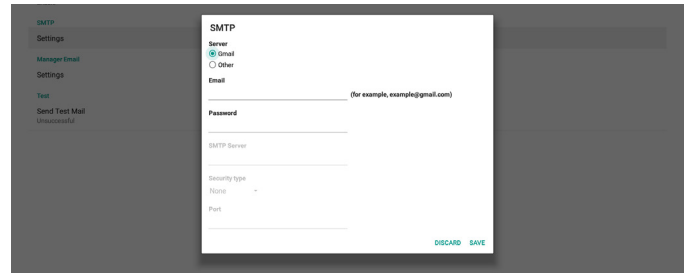 SMTP
Settings
Manager Email
Settings
Test
Send Test Mail
Unsuccessful
SMTP
Server
Gmail
Other
Email
(for example, example@gmail.com)
Password
SMTP Server
Security type
None
Port
DISCARD SAVE